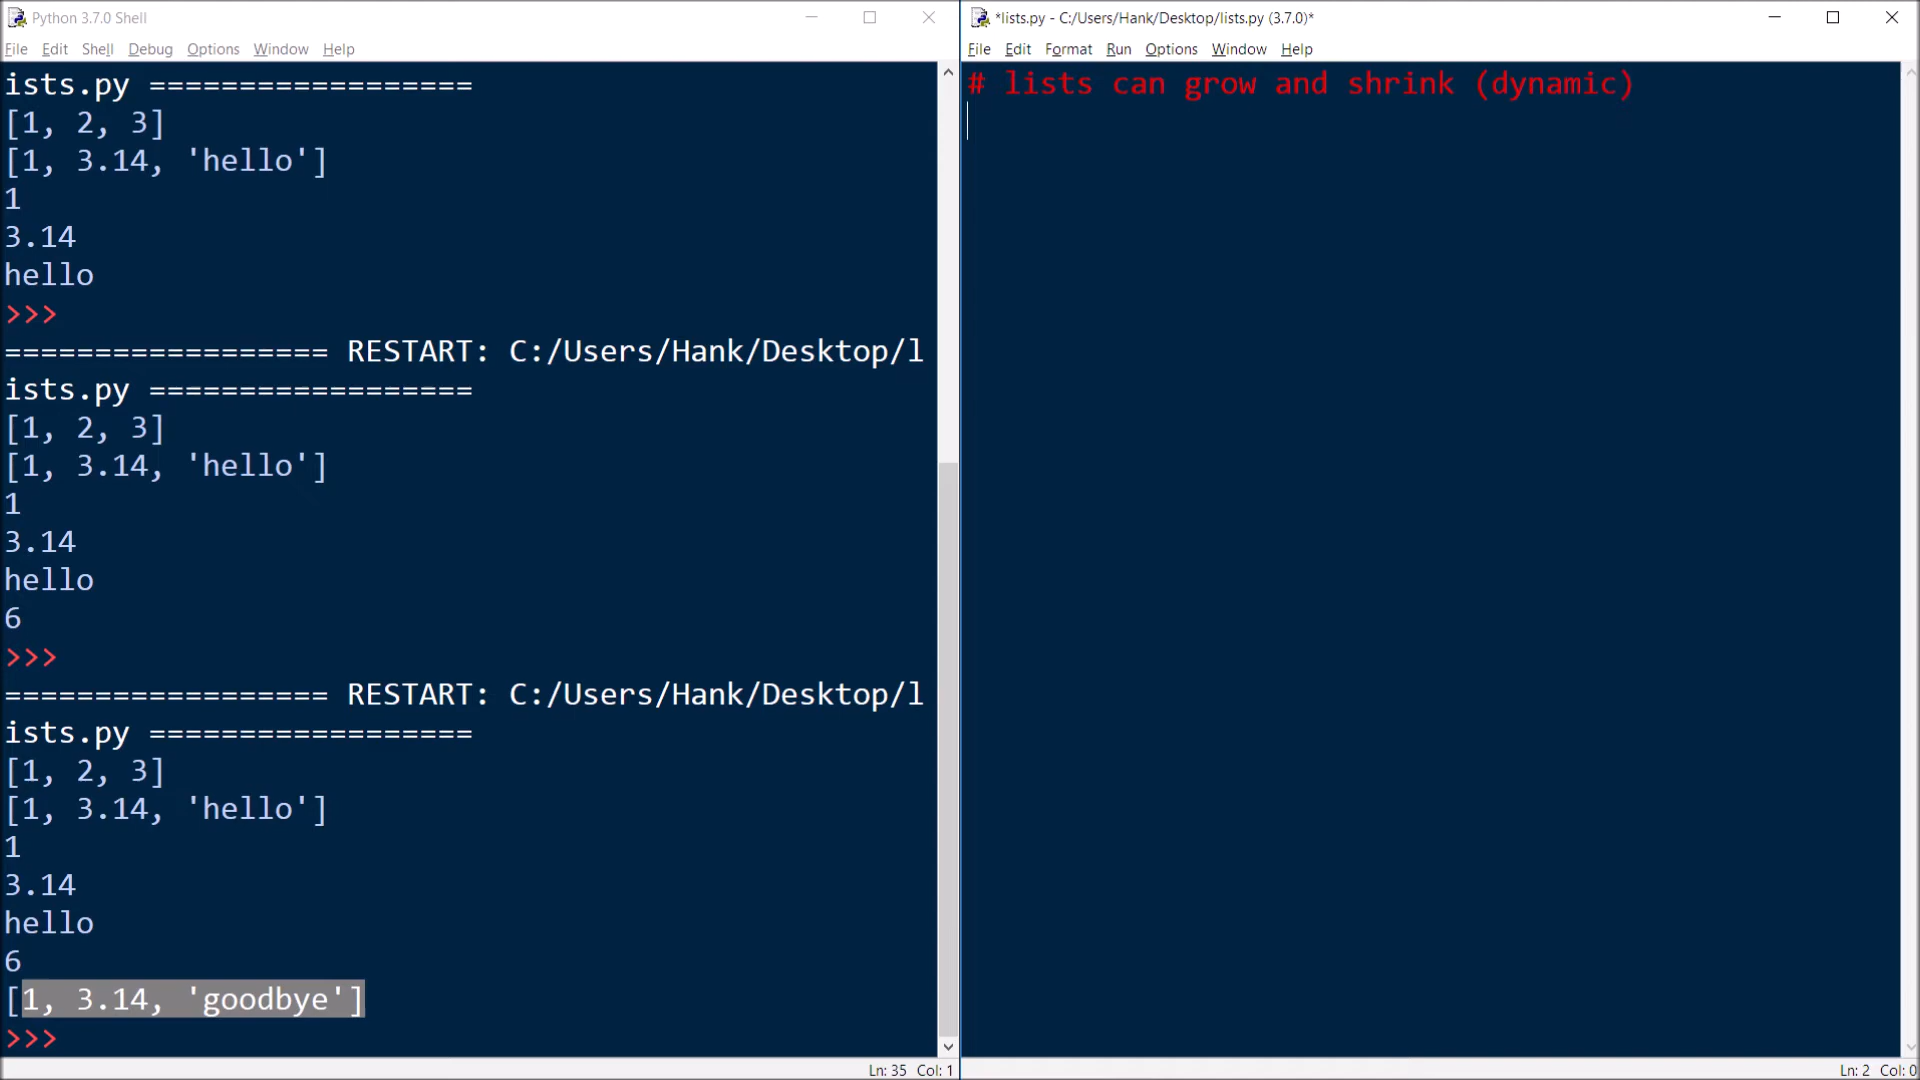 Python 3.7.0 Shell
File Edit Shell Debug Options Window Help
ists.py ==================
[1, 2, 3]
[1, 3.14, 'hello']
1
3.14
hello
>>>
================== RESTART: C:/Users/Hank/Desktop/l
ists.py ==================
[1, 2, 3]
[1, 3.14, 'hello']
1
3.14
hello
6
>>>
================== RESTART: C:/Users/Hank/Desktop/l
ists.py ==================
[1, 2, 3]
[1, 3.14, 'hello']
1
3.14
hello
6
[1, 3.14, 'goodbye']
>>>
Ln: 35 Col: 1
*lists.py - C:/Users/Hank/Desktop/lists.py (3.7.0)*
File Edit Format Run Options Window Help
# lists can grow and shrink (dynamic)
Ln: 2 Col: 0